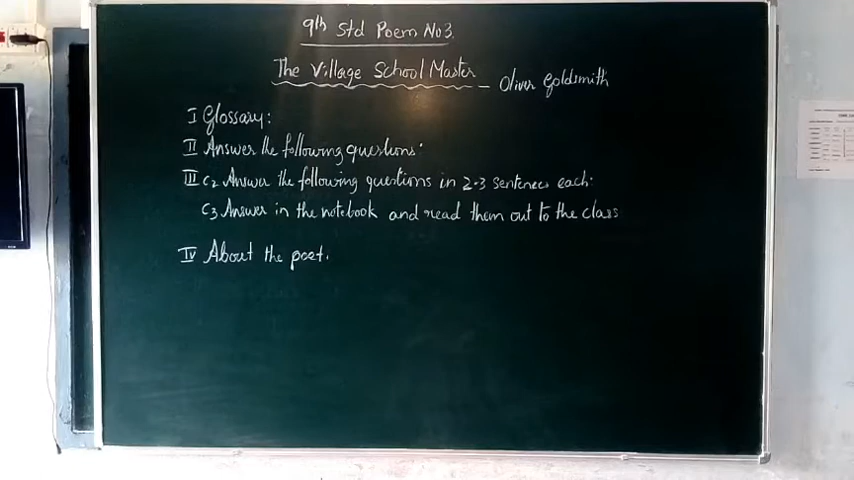 9th Std Poem No 3
The Village School Master - Oliver Goldsmith
I Glossary:
II Answer the following questions:
III C2 Answer the following questions in 2-3 sentences each:
C3 Answer in the notebook and read them out to the class
IV About the poet.